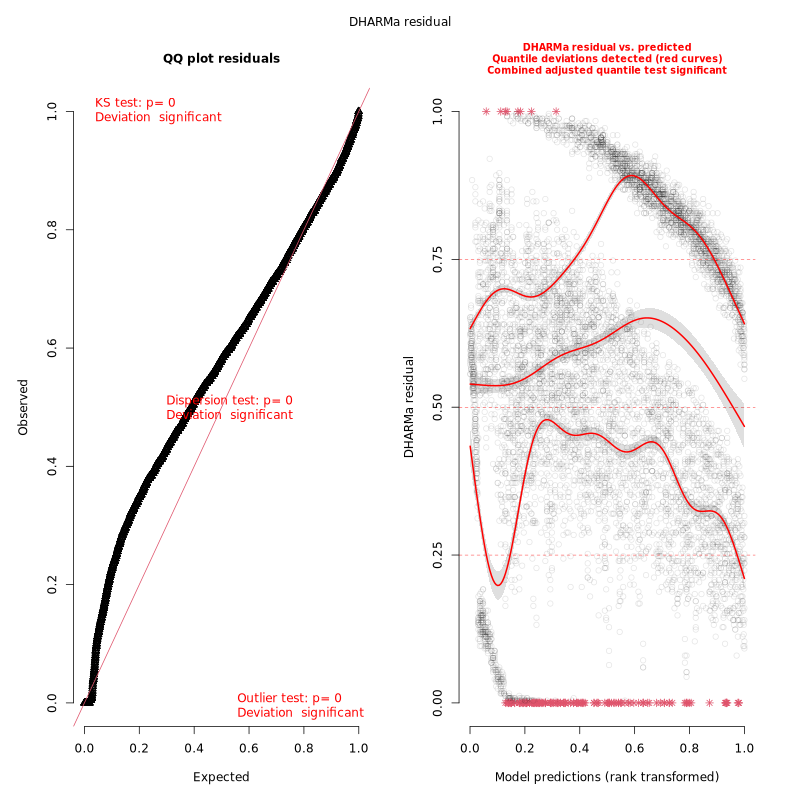 DHARMa residual
QQ plot residuals
KS test: p= 0
Deviation  significant
Dispersion test: p= 0
Deviation  significant
Outlier test: p= 0
Deviation  significant
Observed
0.0
0.2
0.4
0.6
0.8
1.0
0.0 0.2 0.4 0.6 0.8 1.0
Expected
DHARMa residual vs. predicted
Quantile deviations detected (red curves)
Combined adjusted quantile test significant
DHARMa residual
0.00
0.25
0.50
0.75
1.00
0.0 0.2 0.4 0.6 0.8 1.0
Model predictions (rank transformed)